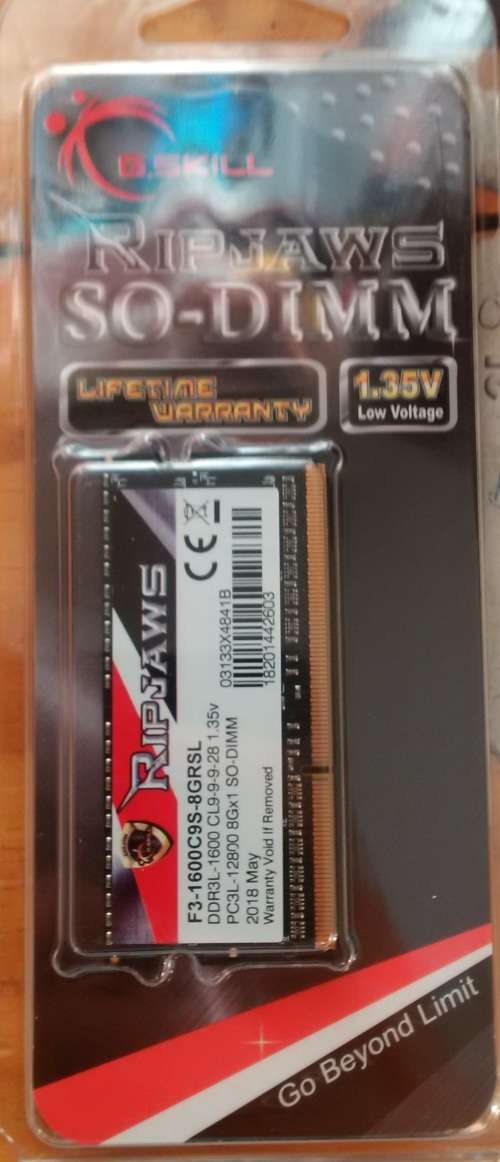 G.SKILL
RIPJAWS
SO-DIMM
LIFETIME
WARRANTY
1.35V
Low Voltage
RIPJAWS
CE
03133X4841B
18201442603
F3-1600C9S-8GRSL
DDR3L-1600 CL9-9-9-28 1.35v
PC3L-12800 8Gx1 SO-DIMM
2018 May
Warranty Void If Removed
Go Beyond Limit